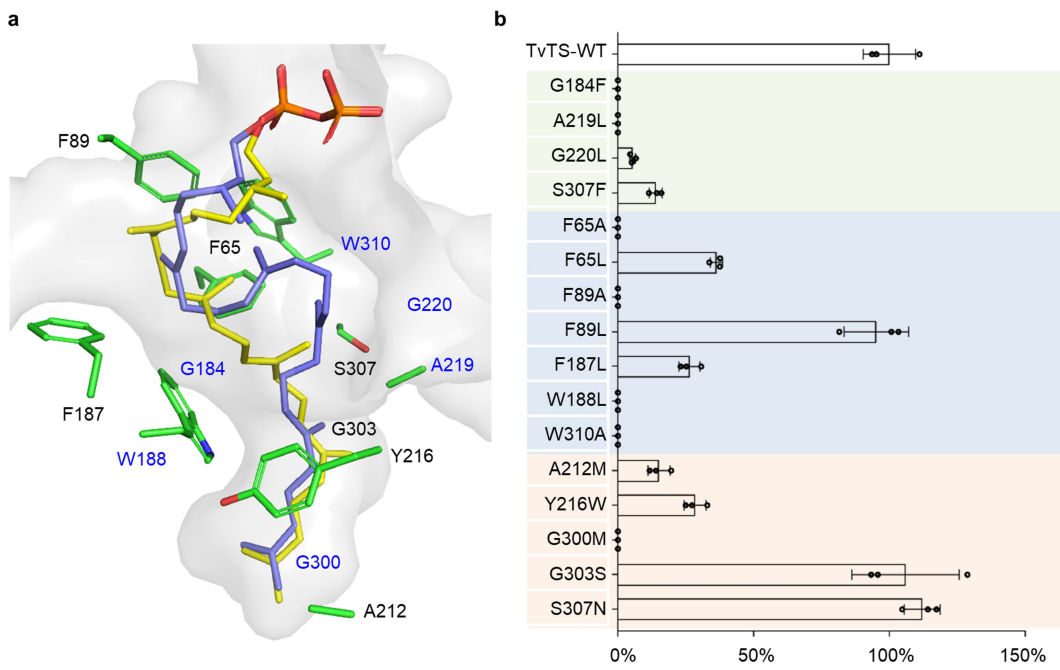 a
F89
F65
W310
G220
G184
S307
A219
F187
G303
W188
Y216
G300
A212
b
TvTS-WT
G184F
A219L
G220L
S307F
F65A
F65L
F89A
F89L
F187L
W188L
W310A
A212M
Y216W
G300M
G303S
S307N
0% 50% 100% 150%